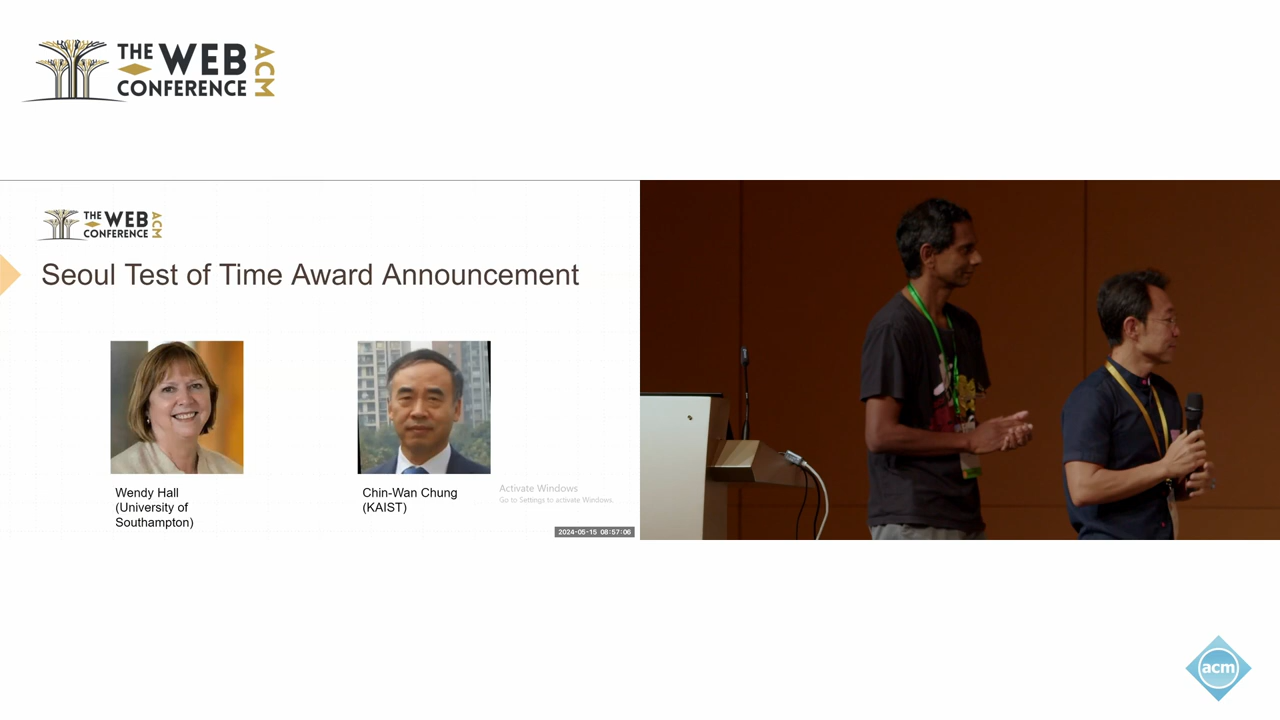 THE WEB
CONFERENCE
ACM
THE WEB
CONFERENCE
ACM
Seoul Test of Time Award Announcement
Wendy Hall
(University of
Southampton)
Chin-Wan Chung
(KAIST)
Activate Windows
Go to Settings to activate Windows.
2024-05-15 08:57:06
acm